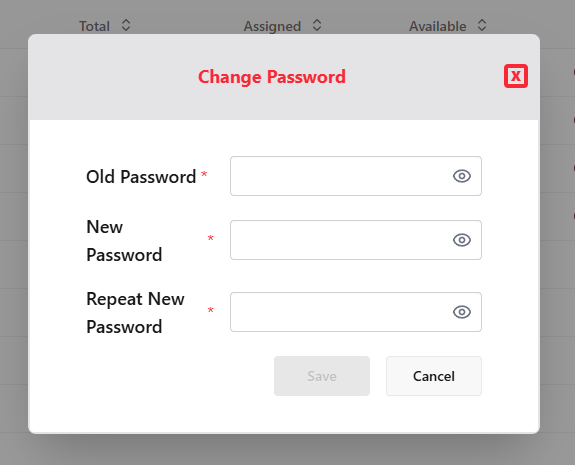 Total Assigned Available
Change Password X
Old Password *
New
Password *
Repeat New
Password *
Save Cancel